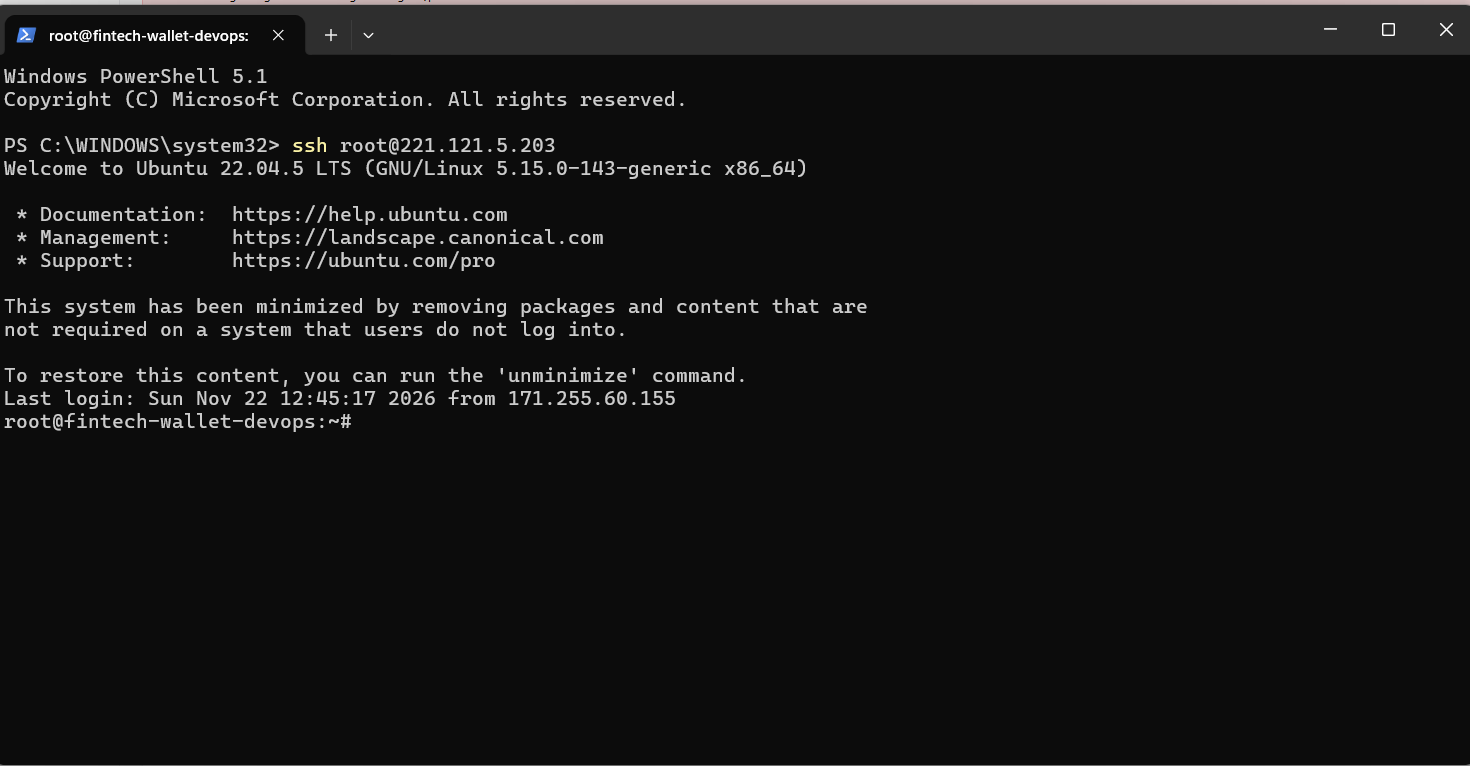 root@fintech-wallet-devops:
Windows PowerShell 5.1
Copyright (C) Microsoft Corporation. All rights reserved.
PS C:\WINDOWS\system32> ssh root@221.121.5.203
Welcome to Ubuntu 22.04.5 LTS (GNU/Linux 5.15.0-143-generic x86_64)
* Documentation:  https://help.ubuntu.com
* Management:     https://landscape.canonical.com
* Support:        https://ubuntu.com/pro
This system has been minimized by removing packages and content that are
not required on a system that users do not log into.
To restore this content, you can run the 'unminimize' command.
Last login: Sun Nov 22 12:45:17 2026 from 171.255.60.155
root@fintech-wallet-devops:~#